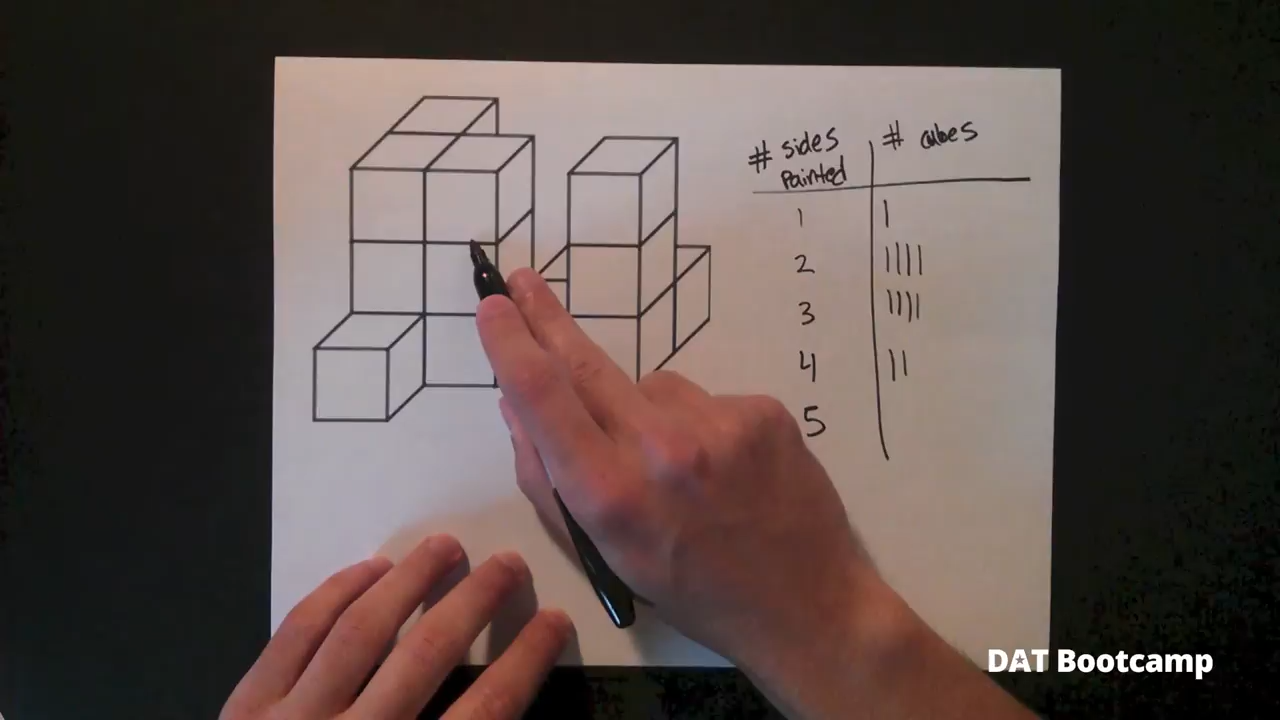 # sides painted # cubes
1 |
2 ||||
3 ||||
4 ||
5
DAT Bootcamp